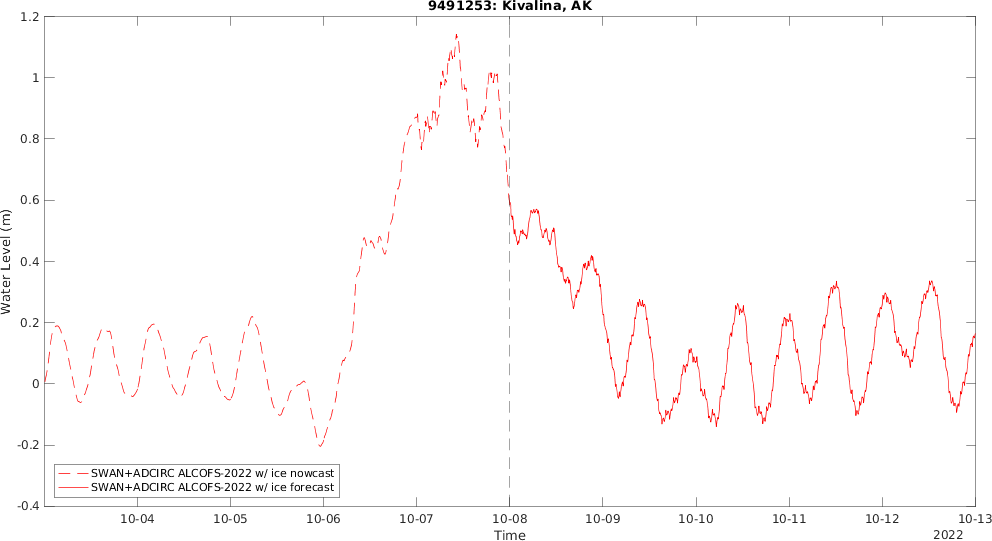 9491253: Kivalina, AK
1.2
1
0.8
0.6
0.4
0.2
0
-0.2
-0.4
Water Level (m)
SWAN+ADCIRC ALCOFS-2022 w/ ice nowcast
SWAN+ADCIRC ALCOFS-2022 w/ ice forecast
10-04 10-05 10-06 10-07 10-08 10-09 10-10 10-11 10-12 10-13
Time
2022